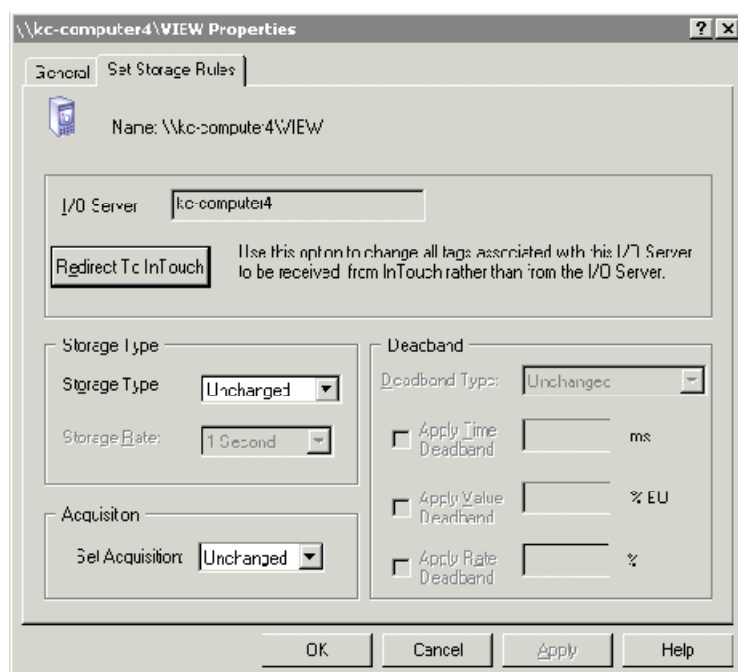 \\kc-computer4\VIEW Properties
General
Set Storage Rules
Name: \\kc-computer4\VIEW
I/O Server
kc-computer4
Redirect To InTouch
Use this option to change all tags associated with this I/O Server
to be received from InTouch rather than from the I/O Server.
Storage Type
Storage Type
Unchanged
Storage Rate:
1 Second
Acquisition
Set Acquisition:
Unchanged
Deadband
Deadband Type:
Unchanged
Apply Time
Deadband
ms
Apply Value
Deadband
% EU
Apply Rate
Deadband
%
OK
Cancel
Apply
Help